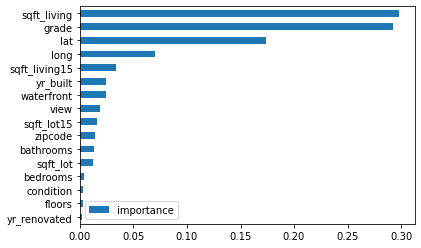 sqft_living
grade
lat
long
sqft_living15
yr_built
waterfront
view
sqft_lot15
zipcode
bathrooms
sqft_lot
bedrooms
condition
floors
yr_renovated
importance
0.00 0.05 0.10 0.15 0.20 0.25 0.30